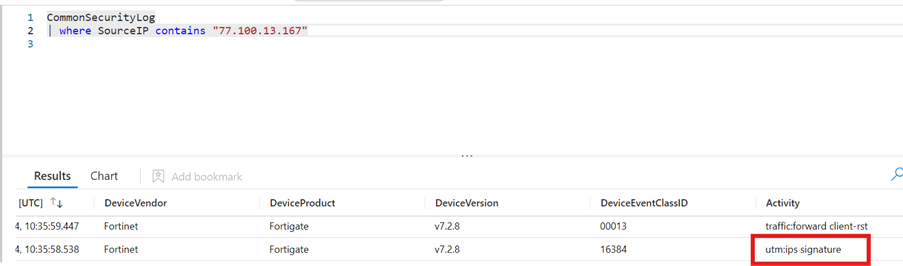 1 CommonSecurityLog
2 | where SourceIP contains "77.100.13.167"
3
...
Results Chart Add bookmark
[UTC] ↑↓ DeviceVendor DeviceProduct DeviceVersion DeviceEventClassID Activity
4, 10:35:59.447 Fortinet Fortigate v7.2.8 00013 traffic:forward client-rst
4, 10:35:58.538 Fortinet Fortigate v7.2.8 16384 utm:ips signature